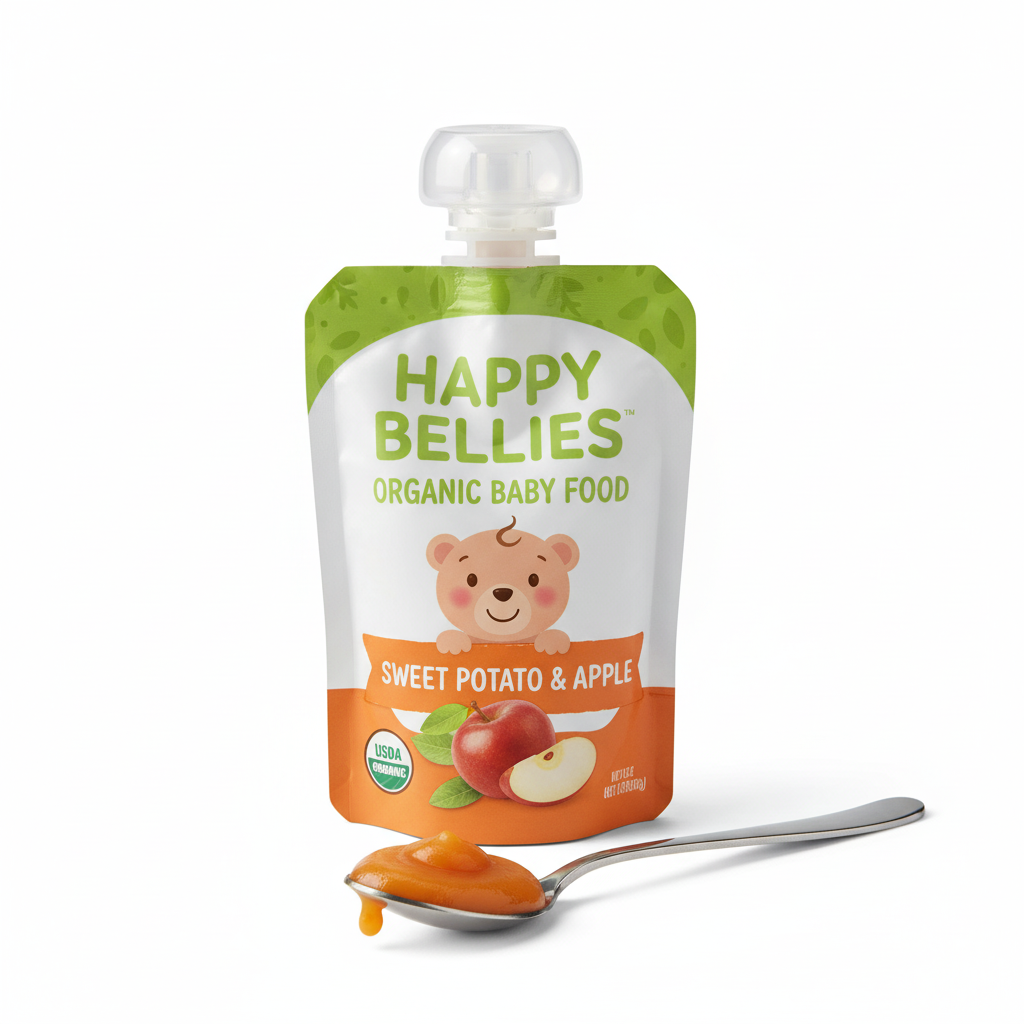 HAPPY
BELLIES™
ORGANIC BABY FOOD
SWEET POTATO & APPLE
USDA